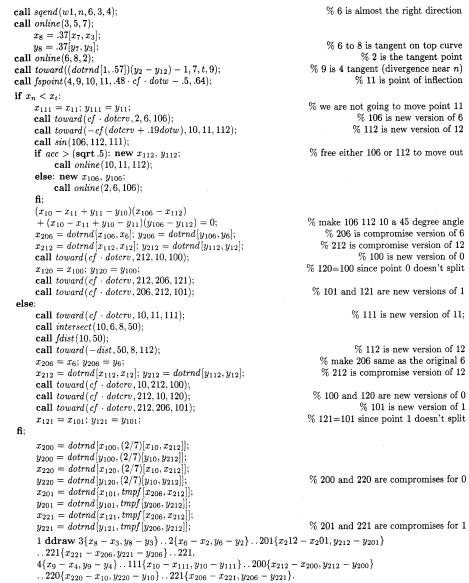 call sqend(w1, n, 6, 3, 4); % 6 is almost the right direction
call online(3, 5, 7);
x8 = .37[x7, x3];
y8 = .37[y7, y3]; % 6 to 8 is tangent on top curve
call online(6, 8, 2); % 2 is the tangent point
call toward((dotrnd[1, .57])(y2 − y12) − 1, 7, t, 9); % 9 is 4 tangent (divergence near n)
call fspoint(4, 9, 10, 11, .48 · cf · dotw − .5, .64); % 11 is point of inflection
if xn < xt:
x111 = x11; y111 = y11; % we are not going to move point 11
call toward(cf · dotcrv, 2, 6, 106); % 106 is new version of 6
call toward(−cf(dotcrv + .19dotw), 10, 11, 112); % 112 is new version of 12
call sin(106, 112, 111);
if acc > (sqrt .5): new x112, y112; % free either 106 or 112 to move out
call online(10, 11, 112);
else: new x106, y106;
call online(2, 6, 106);
fi;
(x10 − x11 + y11 − y10)(x106 − x112)
+ (x10 − x11 + y10 − y11)(y106 − y112) = 0; % make 106 112 10 a 45 degree angle
x206 = dotrnd[x106, x6]; y206 = dotrnd[y106, y6]; % 206 is compromise version of 6
x212 = dotrnd[x112, x12]; y212 = dotrnd[y112, y12]; % 212 is compromise version of 12
call toward(cf · dotcrv, 212, 10, 100); % 100 is new version of 0
x120 = x100; y120 = y100; % 120=100 since point 0 doesn't split
call toward(cf · dotcrv, 212, 206, 121);
call toward(cf · dotcrv, 206, 212, 101); % 101 and 121 are new versions of 1
else:
call toward(cf · dotcrv, 10, 11, 111); % 111 is new version of 11;
call intersect(10, 6, 8, 50);
call fdist(10, 50);
call toward(−dist, 50, 8, 112); % 112 is new version of 12
x206 = x6; y206 = y6; % make 206 same as the original 6
x212 = dotrnd[x112, x12]; y212 = dotrnd[y112, y12]; % 212 is compromise version of 12
call toward(cf · dotcrv, 10, 212, 100);
call toward(cf · dotcrv, 212, 10, 120); % 100 and 120 are new versions of 0
call toward(cf · dotcrv, 212, 206, 101); % 101 is new version of 1
x121 = x101; y121 = y101; % 121=101 since point 1 doesn't split
fi;
x200 = dotrnd[x100, (2/7)[x10, x212]];
y200 = dotrnd[y100, (2/7)[y10, y212]];
x220 = dotrnd[x120, (2/7)[x10, x212]];
y220 = dotrnd[y120, (2/7)[y10, y212]]; % 200 and 220 are compromises for 0
x201 = dotrnd[x101, tmpf[x206, x212]];
y201 = dotrnd[y101, tmpf[y206, y212]];
x221 = dotrnd[x121, tmpf[x206, x212]];
y221 = dotrnd[y121, tmpf[y206, y212]]; % 201 and 221 are compromises for 1
1 ddraw 3{x8 − x3, y8 − y3} . . 2{x6 − x2, y6 − y2} . . 201{x212 − x201, y212 − y201}
. . 221{x221 − x206, y221 − y206} . . 221,
4{x9 − x4, y9 − y4} . . 111{x10 − x111, y10 − y111} . . 200{x212 − x200, y212 − y200}
. . 220{x220 − x10, y220 − y10} . . 221{x206 − x221, y206 − y221}.